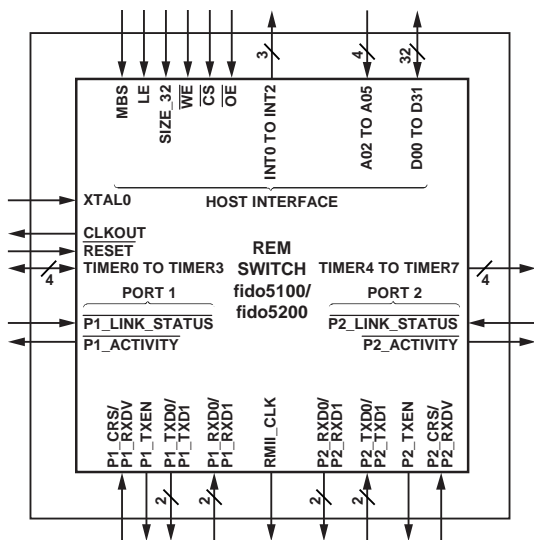 3
4
32
MBS
LE
SIZE_32
WE
CS
OE
INT0 TO INT2
A02 TO A05
D00 TO D31
HOST INTERFACE
XTAL0
CLKOUT
RESET
TIMER0 TO TIMER3
4
REM
SWITCH
fido5100/
fido5200
TIMER4 TO TIMER7
4
PORT 1
P1_LINK_STATUS
P1_ACTIVITY
PORT 2
P2_LINK_STATUS
P2_ACTIVITY
P1_CRS/
P1_RXDV
P1_TXEN
P1_TXD0/
P1_TXD1
P1_RXD0/
P1_RXD1
RMII_CLK
P2_RXD0/
P2_RXD1
P2_TXD0/
P2_TXD1
P2_TXEN
P2_CRS/
P2_RXDV
2
2
2
2